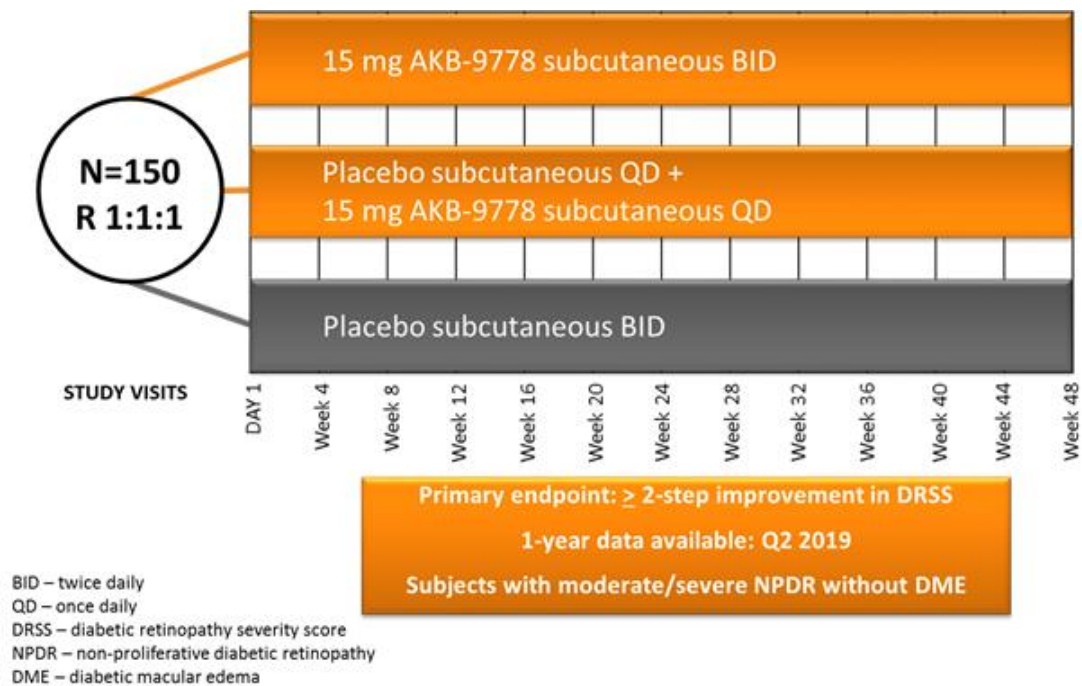 15 mg AKB-9778 subcutaneous BID
N=150
R 1:1:1
Placebo subcutaneous QD +
15 mg AKB-9778 subcutaneous QD
Placebo subcutaneous BID
STUDY VISITS
DAY 1
Week 4
Week 8
Week 12
Week 16
Week 20
Week 24
Week 28
Week 32
Week 36
Week 40
Week 44
Week 48
Primary endpoint: ≥ 2-step improvement in DRSS
1-year data available: Q2 2019
Subjects with moderate/severe NPDR without DME
BID – twice daily
QD – once daily
DRSS – diabetic retinopathy severity score
NPDR – non-proliferative diabetic retinopathy
DME – diabetic macular edema